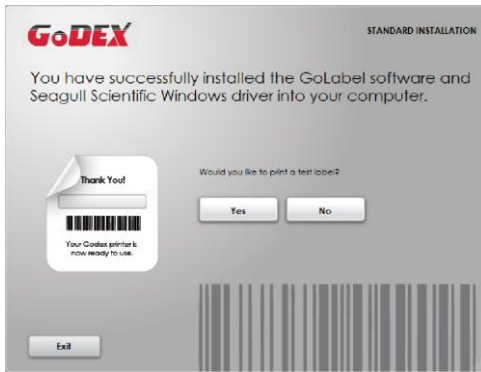 GoDEX
STANDARD INSTALLATION
You have successfully installed the GoLabel software and
Seagull Scientific Windows driver into your computer.
Thank You!
Your Godex printer is
now ready to use.
Would you like to print a test label?
Yes
No
Exit